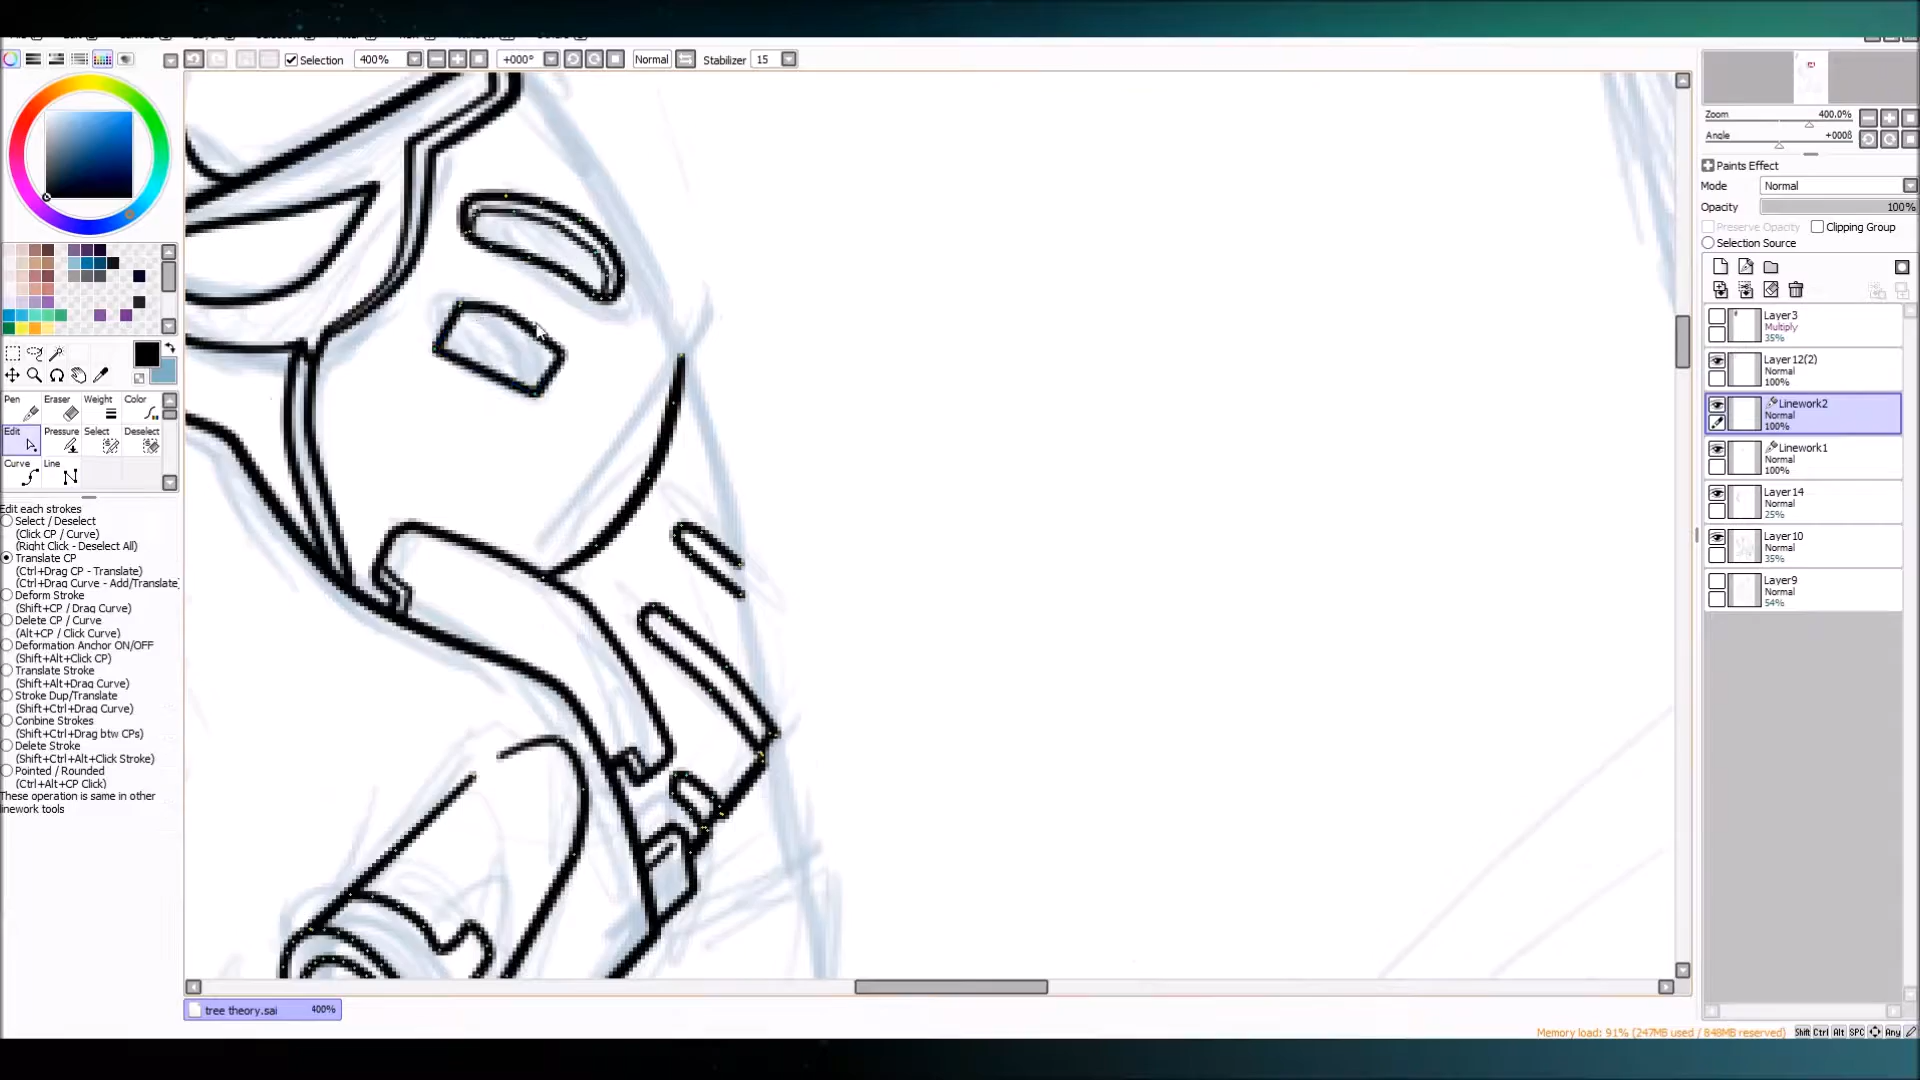 Selection 400% +000° Normal Stabilizer 15
Zoom 400.0%
Angle +000ß
Paints Effect
Mode Normal
Opacity 100%
Preserve Opacity Clipping Group
Selection Source
Layer3
Multiply
35%
Layer12(2)
Normal
100%
Linework2
Normal
100%
Linework1
Normal
100%
Layer14
Normal
25%
Layer10
Normal
35%
Layer9
Normal
54%
Pen Eraser Weight Color
Edit Pressure Select Deselect
Curve Line
Edit each strokes
Select / Deselect
(Click CP / Curve)
(Right Click - Deselect All)
Translate CP
(Ctrl+Drag CP - Translate)
(Ctrl+Drag Curve - Add/Translate)
Deform Stroke
(Shift+CP / Drag Curve)
Delete CP / Curve
(Alt+CP / Click Curve)
Deformation Anchor ON/OFF
(Shift+Alt+Click CP)
Translate Stroke
(Shift+Alt+Drag Curve)
Stroke Dup/Translate
(Shift+Ctrl+Drag Curve)
Combine Strokes
(Shift+Ctrl+Drag btw CPs)
Delete Stroke
(Shift+Ctrl+Alt+Click Stroke)
Pointed / Rounded
(Ctrl+Alt+CP Click)
These operation is same in other
linework tools
tree theory.sai 400%
Memory load: 91% (247MB used / 848MB reserved) Shift Ctrl Alt SPC Any